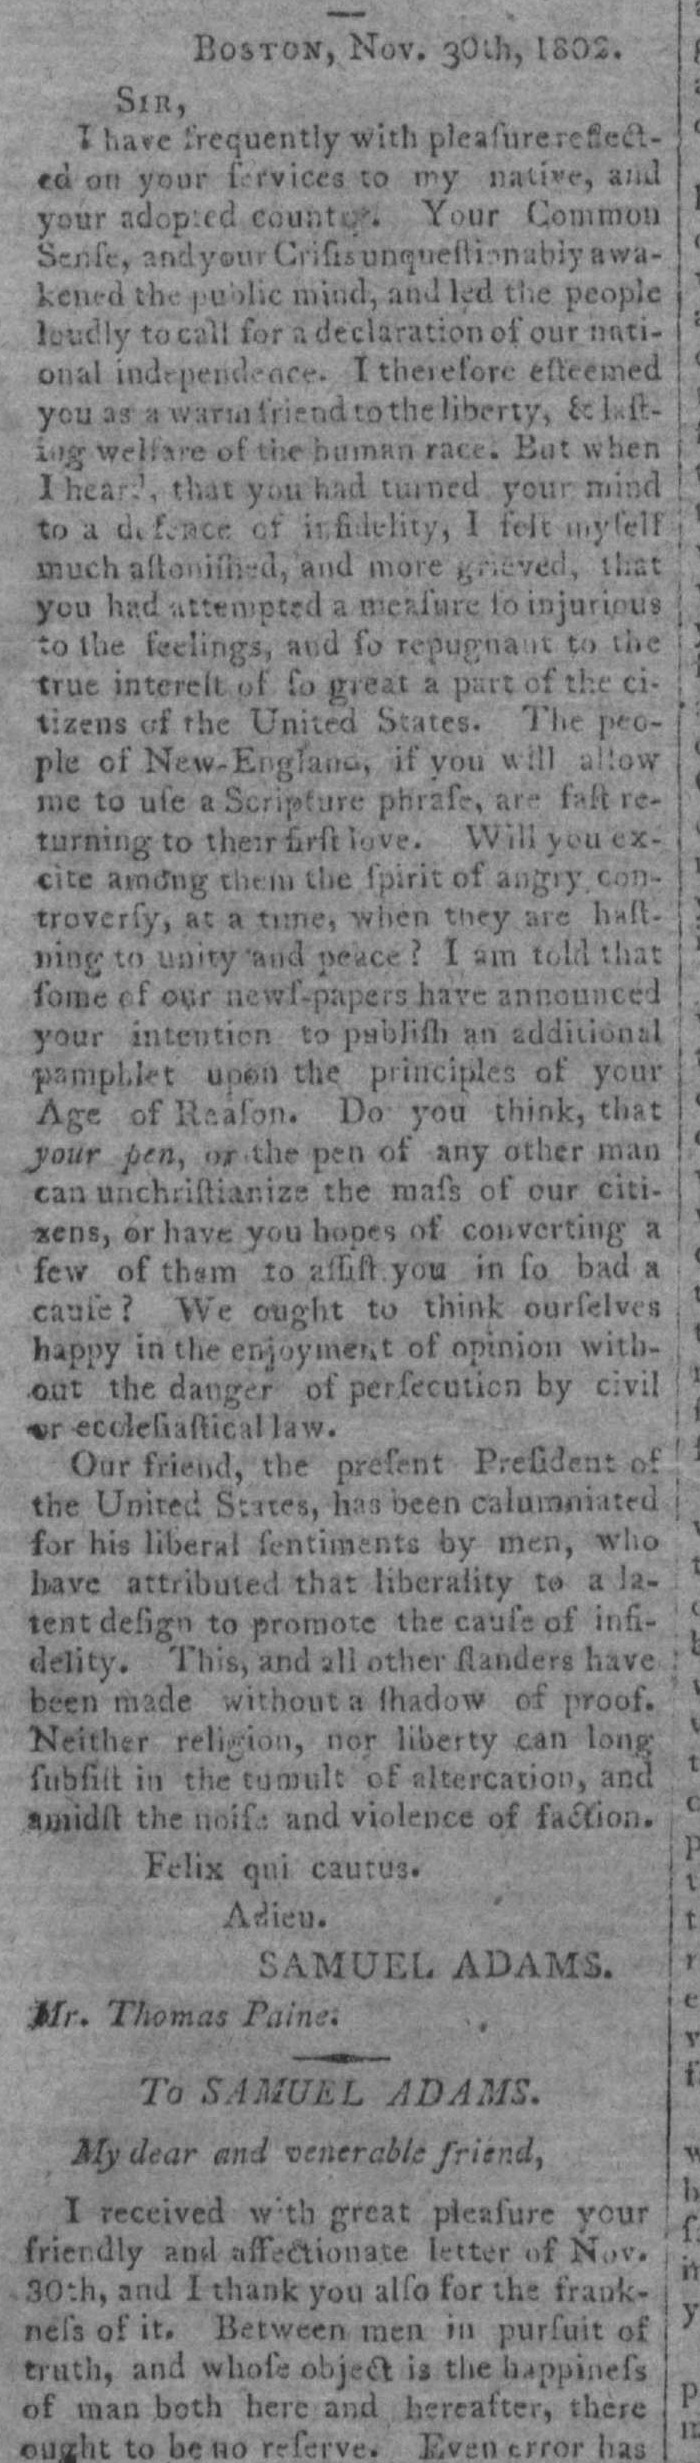 BOSTON, Nov. 30th, 1802.
SIR,
I have frequently with pleaſure reflect-
ed on your ſervices to my native, and
your adopted country. Your Common
Senſe, and your Criſis unqueſtionably awa-
kened the public mind, and led the people
loudly to call for a declaration of our nati-
onal independence. I therefore eſteemed
you as a warm friend to the liberty, & laſt-
ing welfare of the human race. But when
I heard, that you had turned your mind
to a defence of infidelity, I felt myſelf
much aſtoniſhed, and more grieved, that
you had attempted a meaſure ſo injurious
to the feelings, and ſo repugnant to the
true intereſt of ſo great a part of the ci-
tizens of the United States. The peo-
ple of New-England, if you will allow
me to uſe a Scripture phraſe, are faſt re-
turning to their firſt love. Will you ex-
cite among them the ſpirit of angry con-
troverſy, at a time, when they are haſt-
ning to unity and peace? I am told that
ſome of our newſ-papers have announced
your intention to publiſh an additional
pamphlet upon the principles of your
Age of Reaſon. Do you think, that
your pen, or the pen of any other man
can unchriſtianize the maſs of our citi-
zens, or have you hopes of converting a
few of them to aſſiſt you in ſo bad a
cauſe? We ought to think ourſelves
happy in the enjoyment of opinion with-
out the danger of perſecution by civil
or eccleſiaſtical law.
Our friend, the preſent Preſident of
the United States, has been calumniated
for his liberal ſentiments by men, who
have attributed that liberality to a la-
tent deſign to promote the cauſe of infi-
delity. This, and all other ſlanders have
been made without a ſhadow of proof.
Neither religion, nor liberty can long
ſubſiſt in the tumult of altercation, and
amidſt the noiſe and violence of faction.
Felix qui cautus.
Adieu.
SAMUEL ADAMS.
Mr. Thomas Paine.
To SAMUEL ADAMS.
My dear and venerable friend,
I received with great pleaſure your
friendly and affectionate letter of Nov.
30th, and I thank you alſo for the frank-
neſs of it. Between men in purſuit of
truth, and whoſe object is the happineſs
of man both here and hereafter, there
ought to be no reſerve. Even error has